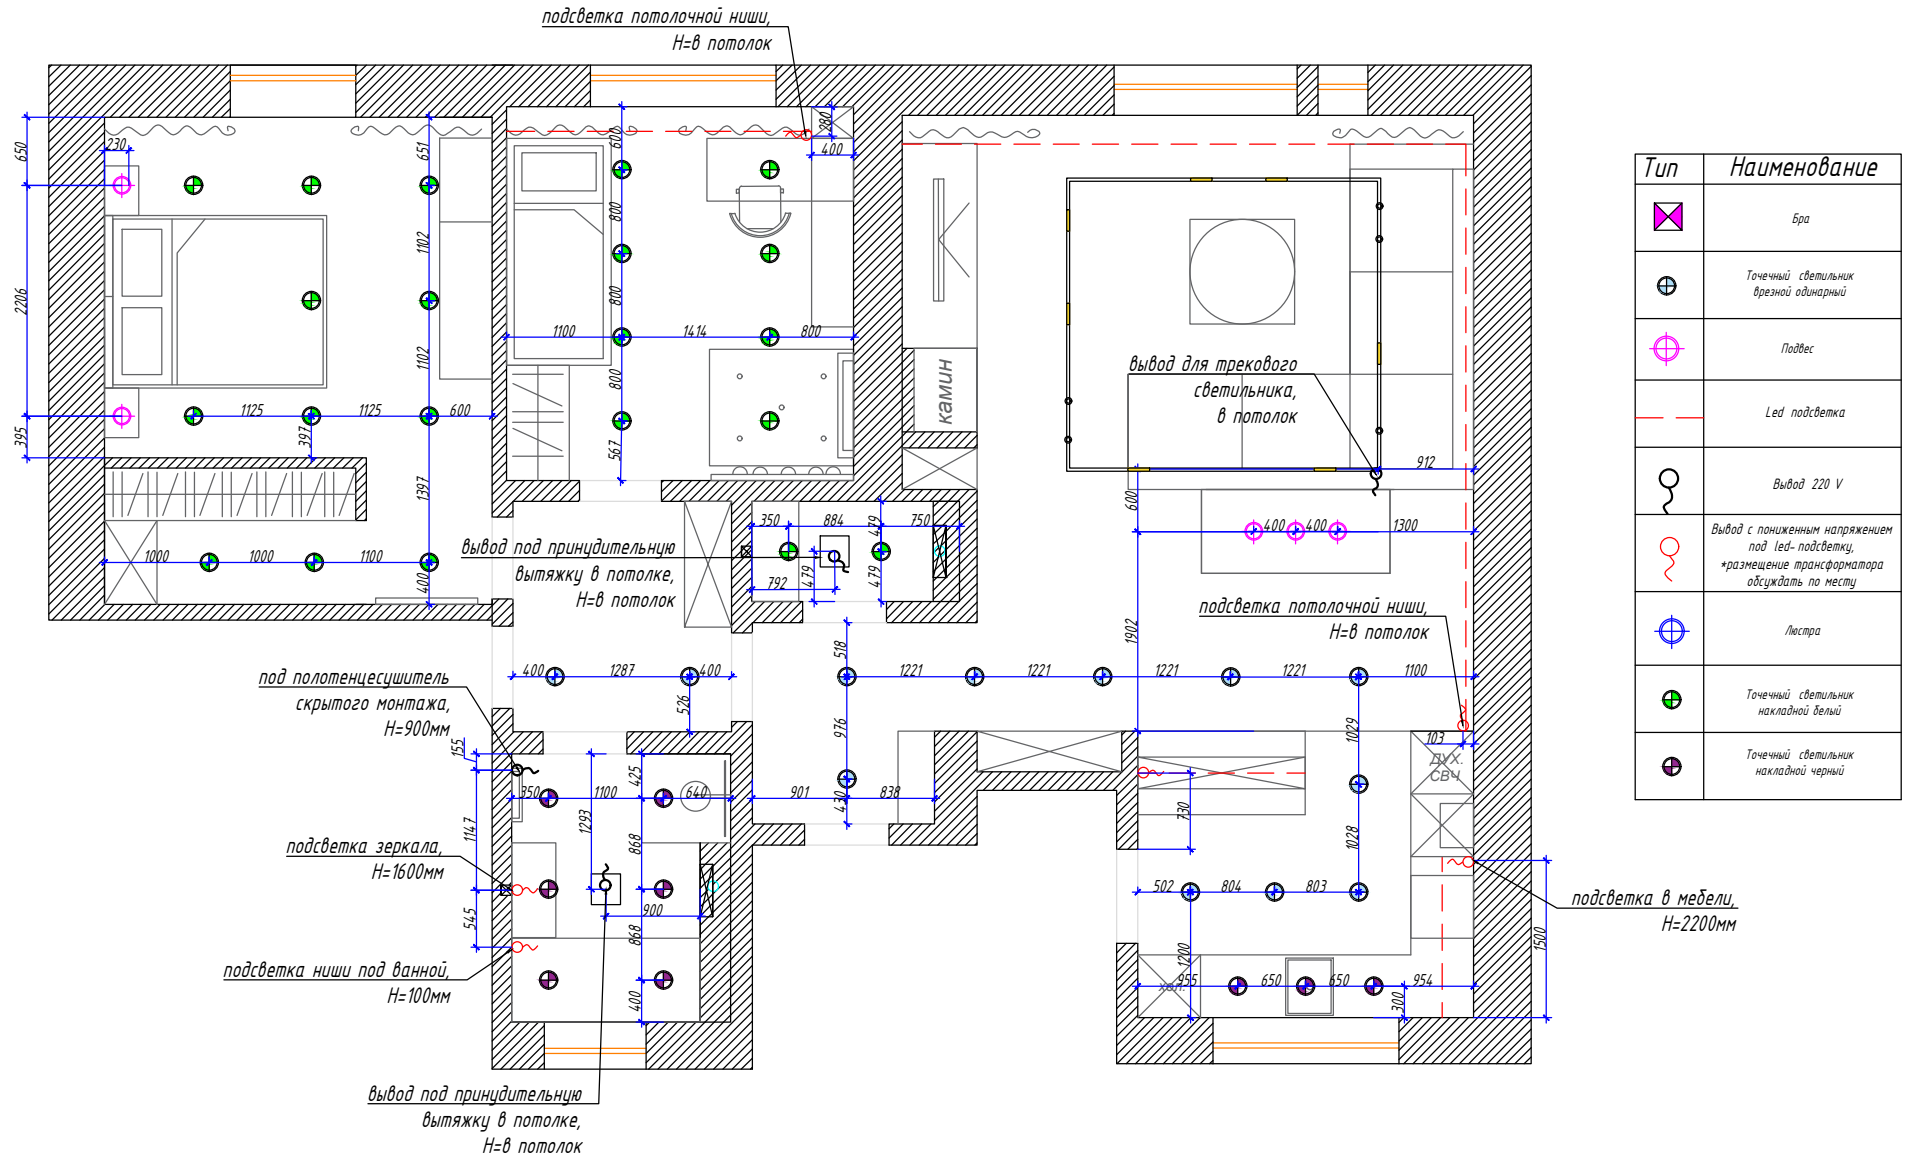 подсветка потолочной ниши,
H=в потолок
650
230
2206
395
651
1102
1102
1397
400
1125
1125
600
397
1000
1000
1100
600
800
800
800
567
280
400
1100
1414
800
камин
вывод для трекового
светильника,
в потолок
912
600
400
400
1300
1902
вывод под принудительную
вытяжку в потолке,
H=в потолок
350
884
479
750
792
479
479
подсветка потолочной ниши,
H=в потолок
400
1287
400
526
518
976
430
1221
1221
1221
1221
1100
901
838
под полотенцесушитель
скрытого монтажа,
H=900мм
155
1147
545
350
1100
640
425
1293
868
868
400
900
подсветка зеркала,
H=1600мм
подсветка ниши под ванной,
H=100мм
вывод под принудительную
вытяжку в потолке,
H=в потолок
103
ДУХ.
СВЧ
1029
1028
730
502
804
803
1200
955
650
650
954
300
хол.
1500
подсветка в мебели,
H=2200мм
Тип Наименование
Бра
Точечный светильник
врезной одинарный
Подвес
Led подсветка
Вывод 220 V
Вывод с пониженным напряжением
под led-подсветку,
*размещение трансформатора
обсуждать по месту
Люстра
Точечный светильник
накладной белый
Точечный светильник
накладной черный